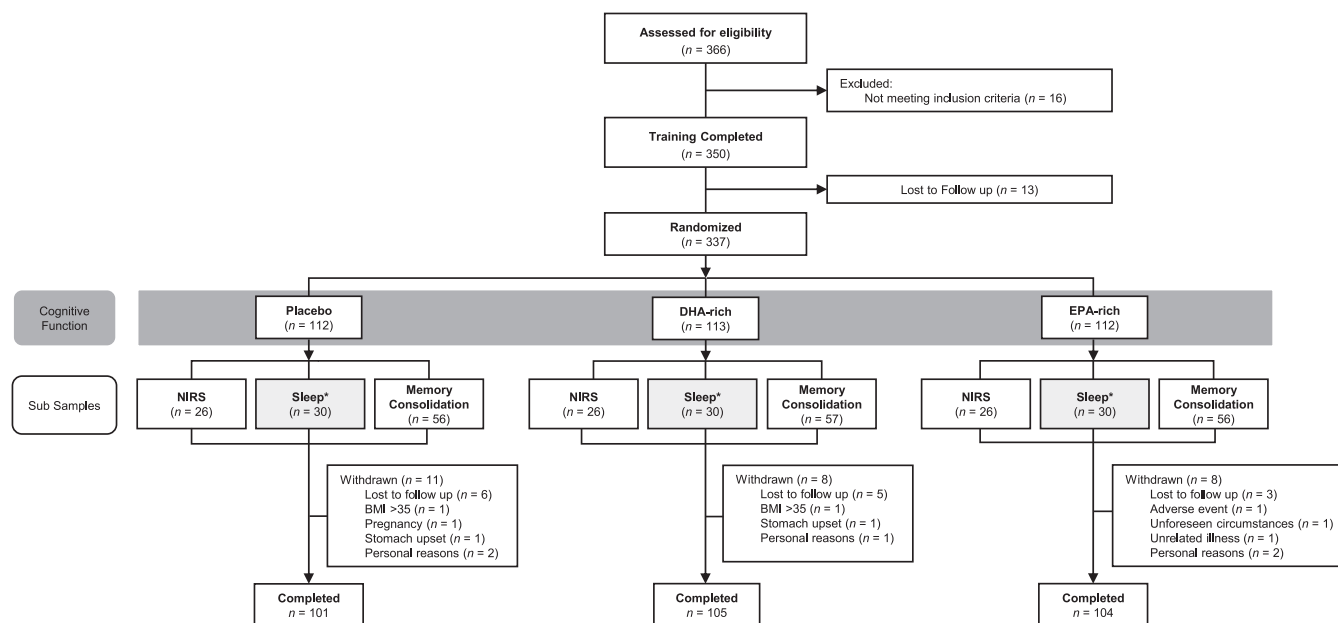 Assessed for eligibility
(n = 366)
Excluded:
Not meeting inclusion criteria (n = 16)
Training Completed
(n = 350)
Lost to Follow up (n = 13)
Randomized
(n = 337)
Cognitive
Function
Placebo
(n = 112)
DHA-rich
(n = 113)
EPA-rich
(n = 112)
Sub Samples
NIRS
(n = 26)
Sleep*
(n = 30)
Memory
Consolidation
(n = 56)
NIRS
(n = 26)
Sleep*
(n = 30)
Memory
Consolidation
(n = 57)
NIRS
(n = 26)
Sleep*
(n = 30)
Memory
Consolidation
(n = 56)
Withdrawn (n = 11)
Lost to follow up (n = 6)
BMI >35 (n = 1)
Pregnancy (n = 1)
Stomach upset (n = 1)
Personal reasons (n = 2)
Withdrawn (n = 8)
Lost to follow up (n = 5)
BMI >35 (n = 1)
Stomach upset (n = 1)
Personal reasons (n = 1)
Withdrawn (n = 8)
Lost to follow up (n = 3)
Adverse event (n = 1)
Unforeseen circumstances (n = 1)
Unrelated illness (n = 1)
Personal reasons (n = 2)
Completed
n = 101
Completed
n = 105
Completed
n = 104